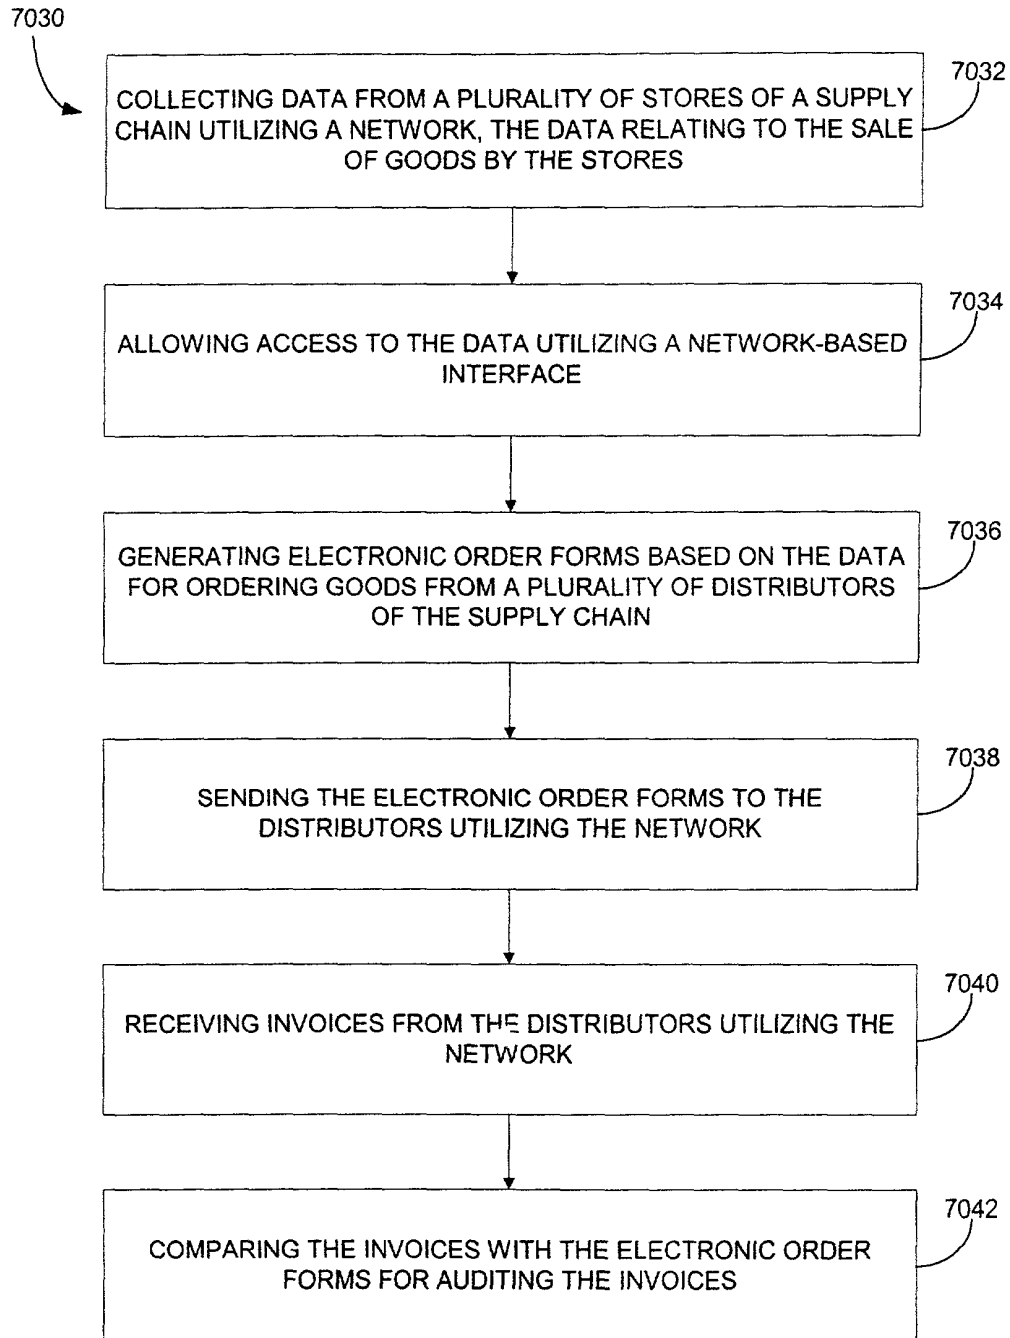 7030
7032
COLLECTING DATA FROM A PLURALITY OF STORES OF A SUPPLY
CHAIN UTILIZING A NETWORK, THE DATA RELATING TO THE SALE
OF GOODS BY THE STORES
7034
ALLOWING ACCESS TO THE DATA UTILIZING A NETWORK-BASED
INTERFACE
7036
GENERATING ELECTRONIC ORDER FORMS BASED ON THE DATA
FOR ORDERING GOODS FROM A PLURALITY OF DISTRIBUTORS
OF THE SUPPLY CHAIN
7038
SENDING THE ELECTRONIC ORDER FORMS TO THE
DISTRIBUTORS UTILIZING THE NETWORK
7040
RECEIVING INVOICES FROM THE DISTRIBUTORS UTILIZING THE
NETWORK
7042
COMPARING THE INVOICES WITH THE ELECTRONIC ORDER
FORMS FOR AUDITING THE INVOICES